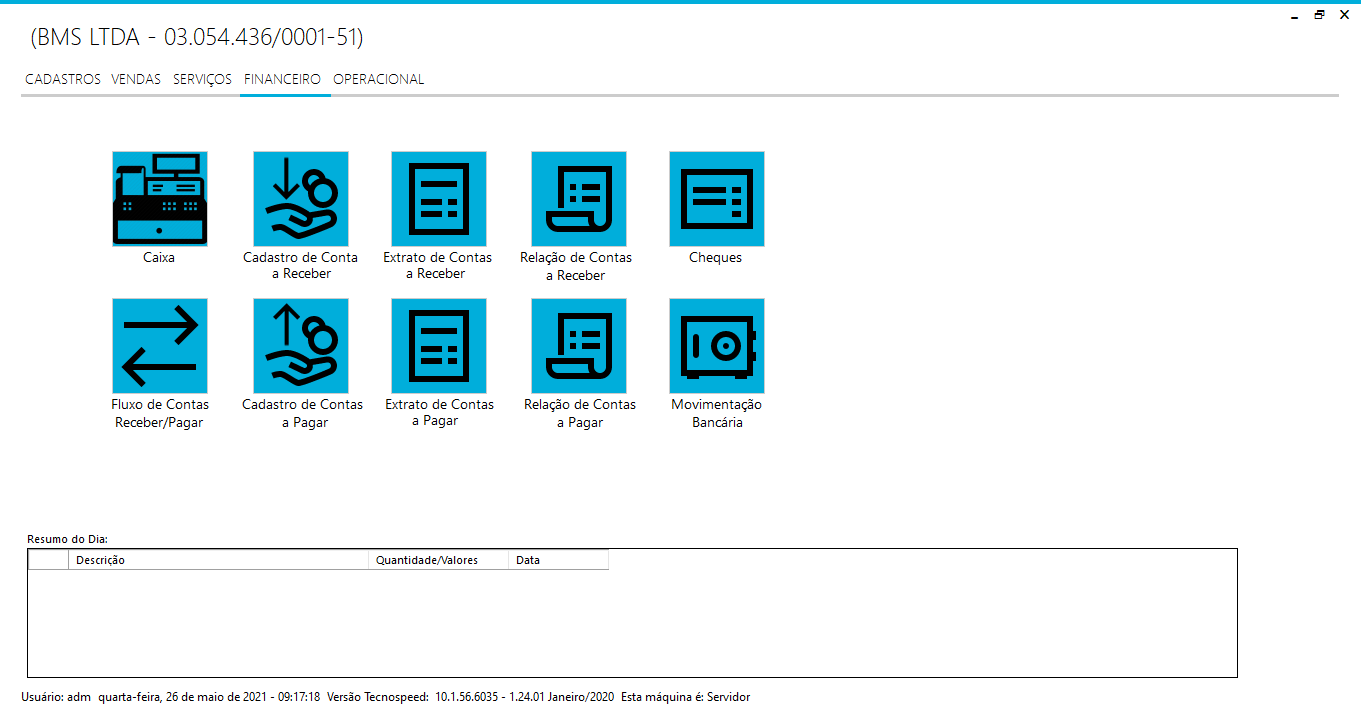 (BMS LTDA - 03.054.436/0001-51)
CADASTROS VENDAS SERVIÇOS FINANCEIRO OPERACIONAL
Caixa
Cadastro de Conta
a Receber
Extrato de Contas
a Receber
Relação de Contas
a Receber
Cheques
Fluxo de Contas
Receber/Pagar
Cadastro de Contas
a Pagar
Extrato de Contas
a Pagar
Relação de Contas
a Pagar
Movimentação
Bancária
Resumo do Dia:
Descrição Quantidade/Valores Data
Usuário: adm quarta-feira, 26 de maio de 2021 - 09:17:18 Versão Tecnospeed: 10.1.56.6035 - 1.24.01 Janeiro/2020 Esta máquina é: Servidor